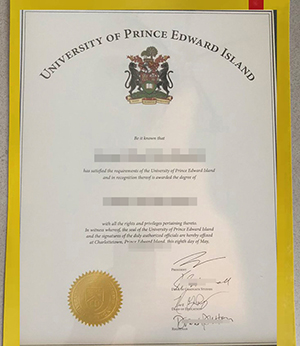 UNIVERSITY OF PRINCE EDWARD ISLAND
Be it known that
has satisfied the requirements of the University of Prince Edward Island
and in recognition thereof is awarded the degree of
with all the rights and privileges pertaining thereto.
In witness whereof, the seal of the University of Prince Edward Island
and the signatures of the duly authorized officials are hereby affixed
at Charlottetown, Prince Edward Island, this eighth day of May,
President
Registrar